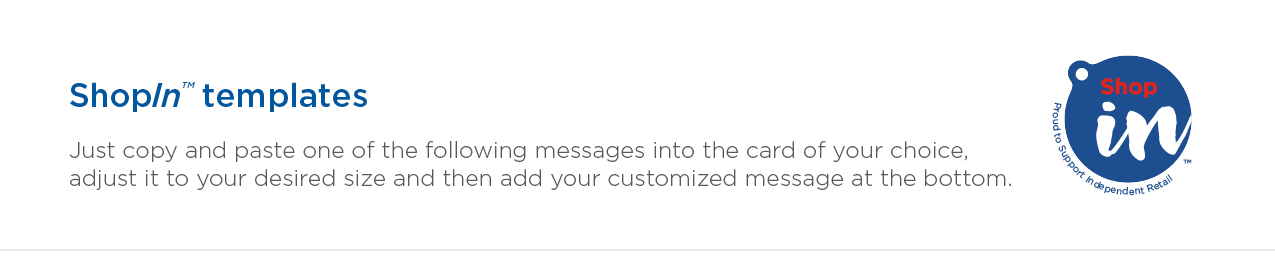 ShopIn™ templates
Just copy and paste one of the following messages into the card of your choice,
adjust it to your desired size and then add your customized message at the bottom.
Shop
in™
Proud to Support Independent Retail